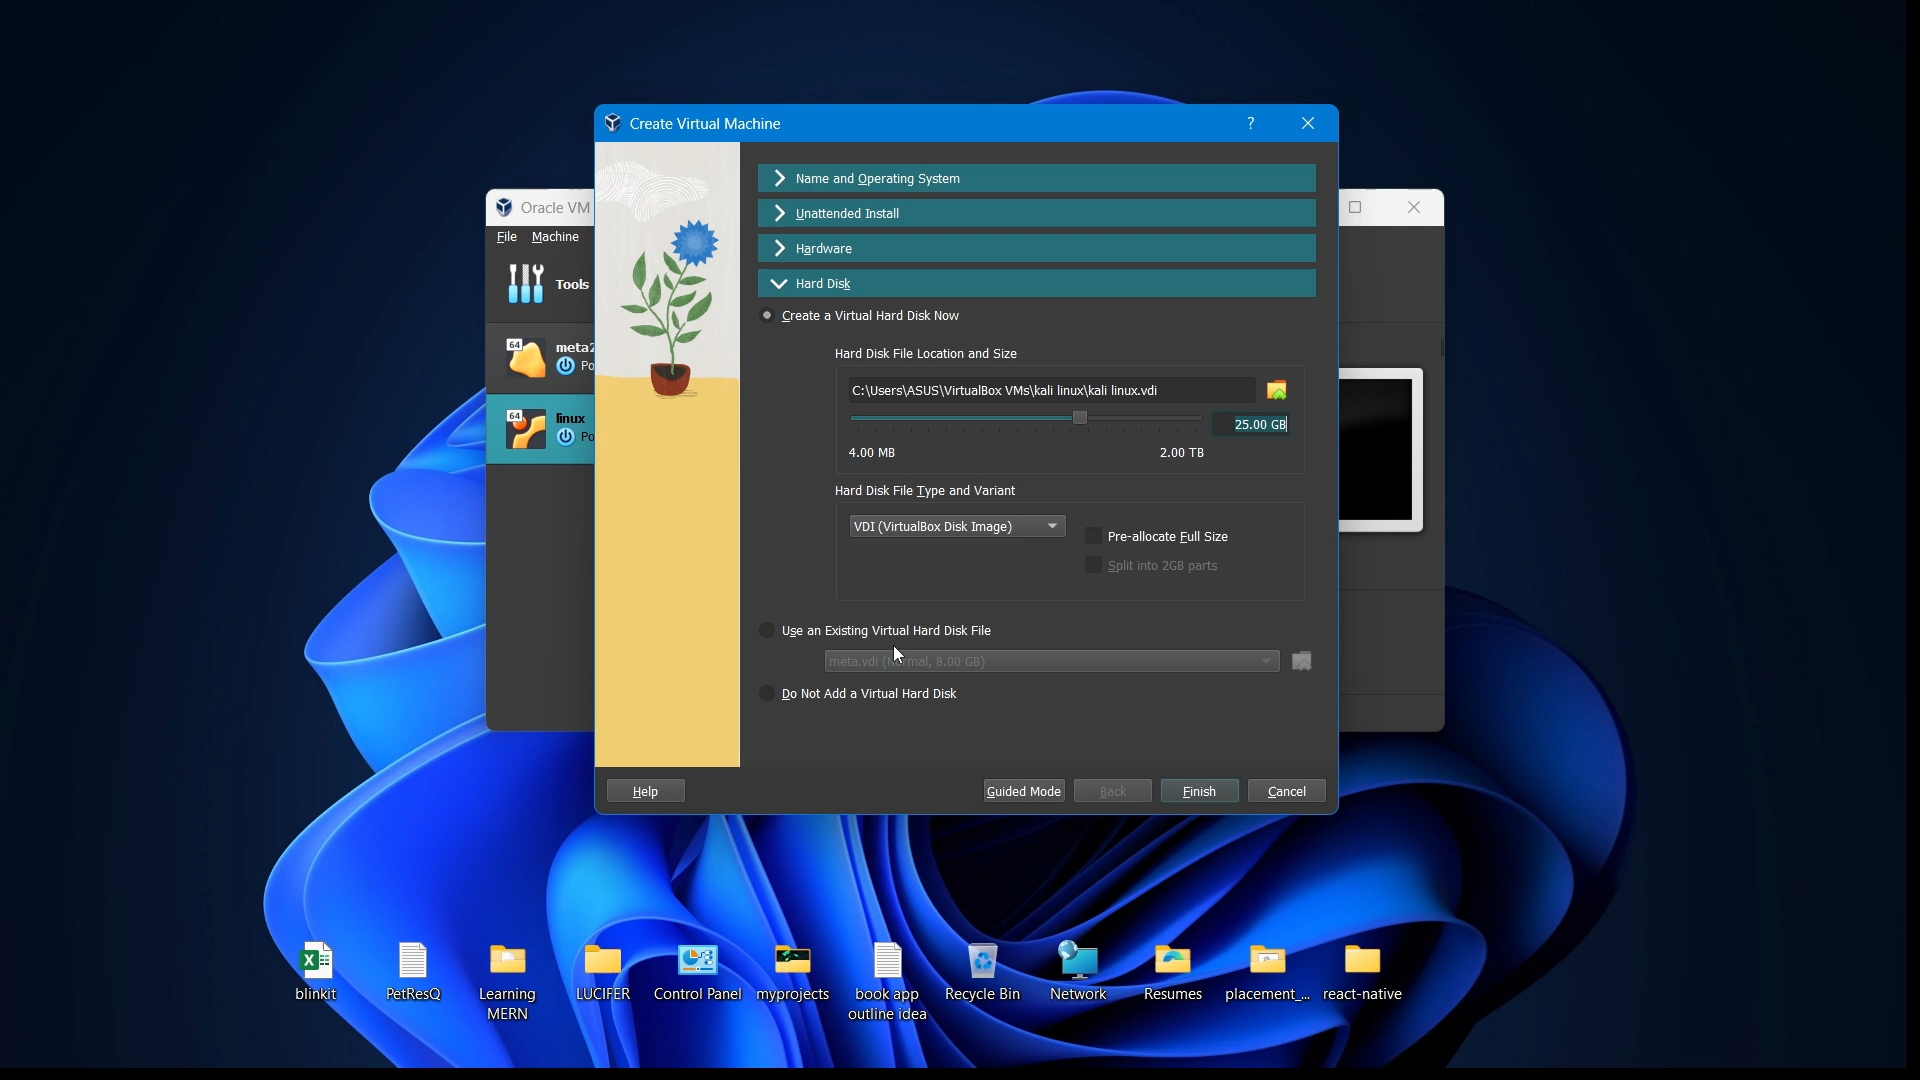 Create Virtual Machine
?
Oracle VM
File Machine
Tools
64
meta2
Po
64
linux
Po
Name and Operating System
Unattended Install
Hardware
Hard Disk
Create a Virtual Hard Disk Now
Hard Disk File Location and Size
C:\Users\ASUS\VirtualBox VMs\kali linux\kali linux.vdi
25.00 GB
4.00 MB 2.00 TB
Hard Disk File Type and Variant
VDI (VirtualBox Disk Image)
Pre-allocate Full Size
Split into 2GB parts
Use an Existing Virtual Hard Disk File
meta.vdi (Normal, 8.00 GB)
Do Not Add a Virtual Hard Disk
Help Guided Mode Back Finish Cancel
blinkit PetResQ Learning MERN LUCIFER Control Panel myprojects book app outline idea Recycle Bin Network Resumes placement_... react-native